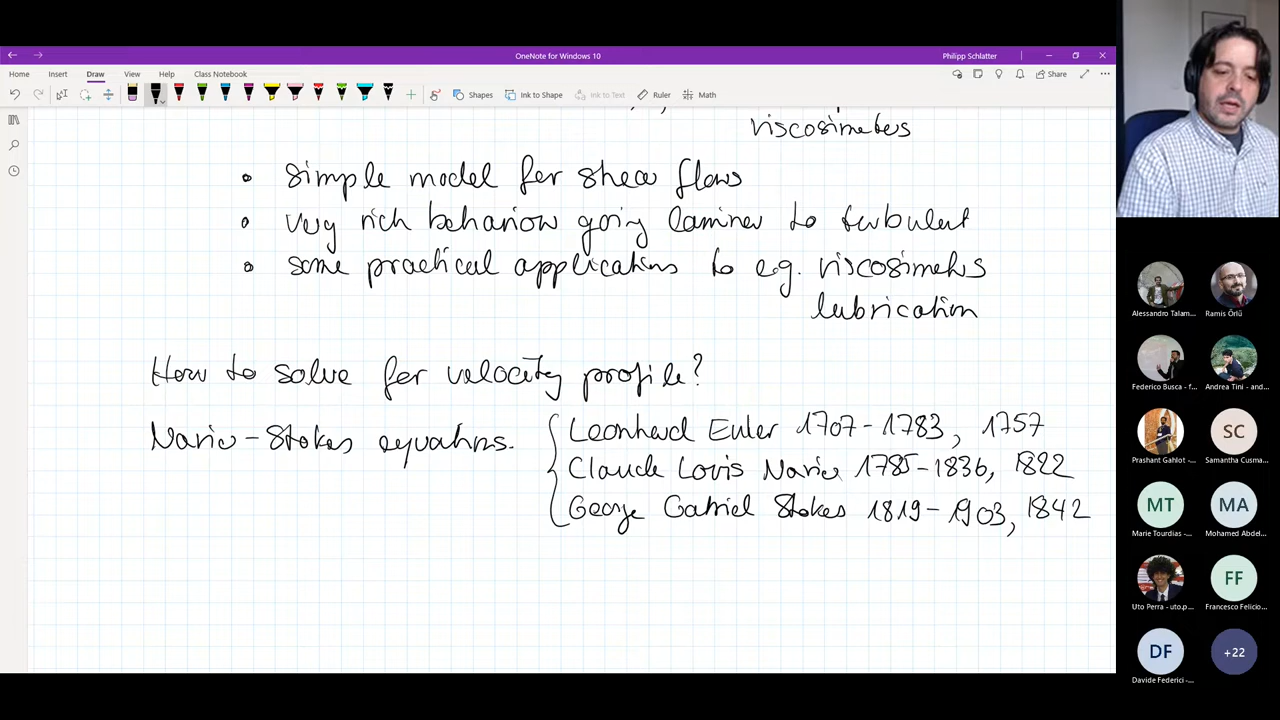 OneNote for Windows 10
Philipp Schlatter
Home Insert Draw View Help Class Notebook
Share
Shapes Ink to Shape Ink to Text Ruler Math
viscosimeters
• simple model for shear flows
• very rich behaviour going laminar to turbulent
• some practical applications to e.g. viscosimeters
lubrication
How to solve for velocity profile?
Navier-Stokes equations.
Leonhard Euler 1707-1783, 1757
Claude Louis Navier 1785-1836, 1822
George Gabriel Stokes 1819-1903, 1842
Alessandro Talam...
Ramis Örlü
Federico Busca - f...
Andrea Tini - and...
Prashant Gahlot -...
SC
Samantha Cusma...
MT
Marie Tourdias -...
MA
Mohamed Abdel...
Uto Perra - uto.p...
FF
Francesco Felicio...
DF
Davide Federici -...
+22